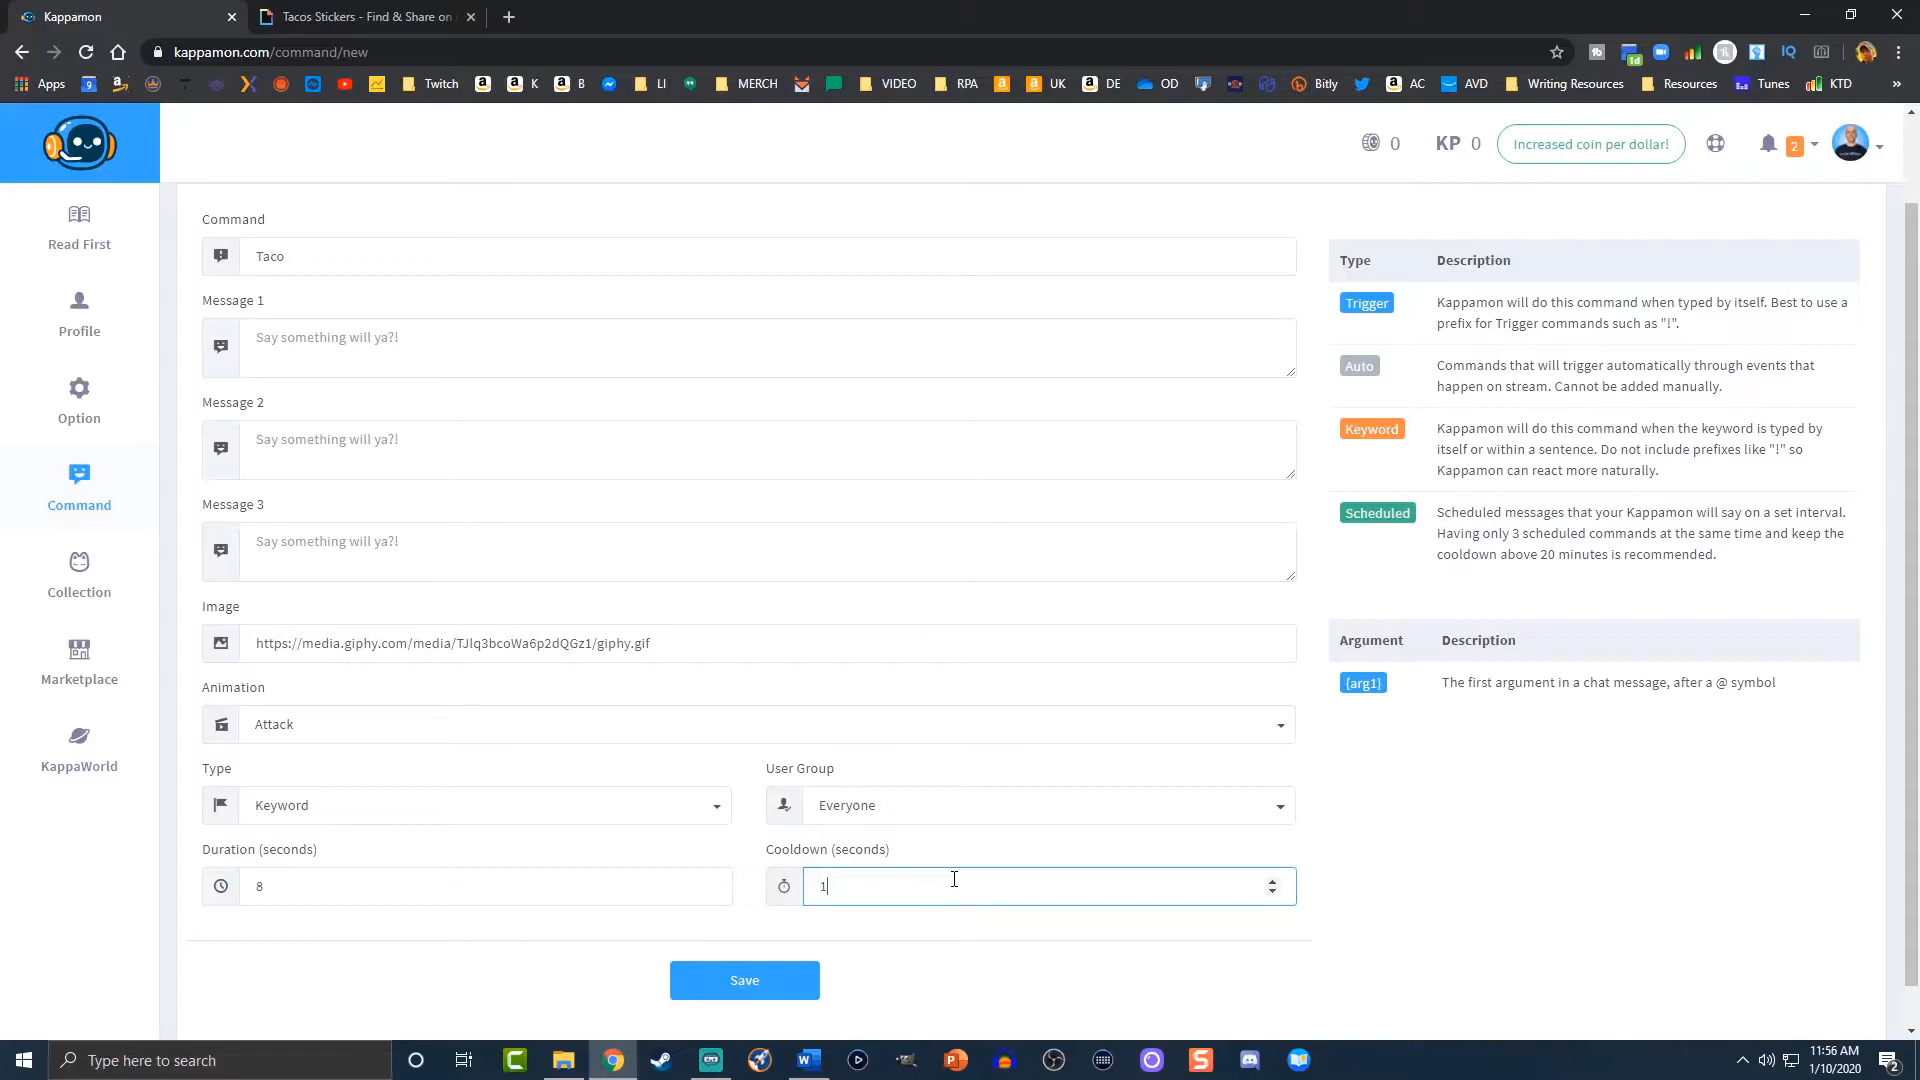 Kappamon
Tacos Stickers - Find & Share on
kappamon.com/command/new
Apps
Twitch
K
B
LI
MERCH
VIDEO
RPA
UK
DE
OD
Bitly
AC
AVD
Writing Resources
Resources
Tunes
KTD
»
0
KP 0
Increased coin per dollar!
2
Read First
Profile
Option
Command
Collection
Marketplace
KappaWorld
Command
Taco
Message 1
Say something will ya?!
Message 2
Say something will ya?!
Message 3
Say something will ya?!
Image
https://media.giphy.com/media/TJlq3bcoWa6p2dQGz1/giphy.gif
Animation
Attack
Type
User Group
Keyword
Everyone
Duration (seconds)
Cooldown (seconds)
8
1
Save
Type Description
Trigger
Kappamon will do this command when typed by itself. Best to use a
prefix for Trigger commands such as "!".
Auto
Commands that will trigger automatically through events that
happen on stream. Cannot be added manually.
Keyword
Kappamon will do this command when the keyword is typed by
itself or within a sentence. Do not include prefixes like "!" so
Kappamon can react more naturally.
Scheduled
Scheduled messages that your Kappamon will say on a set interval.
Having only 3 scheduled commands at the same time and keep the
cooldown above 20 minutes is recommended.
Argument Description
{arg1}
The first argument in a chat message, after a @ symbol
Type here to search
11:56 AM
1/10/2020
2